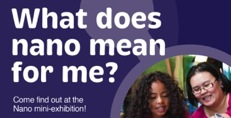 What does
nano mean
for me?
Come find out at the
Nano mini-exhibition!